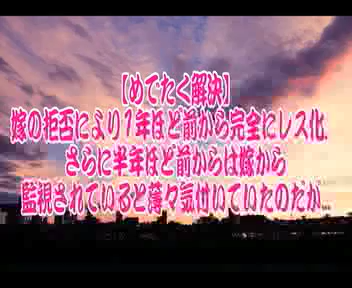 【めでたく解決】
嫁の拒否により1年ほど前から完全にレス化.
さらに半年ほど前からは嫁から
監視されていると薄々気付いていたのだが…